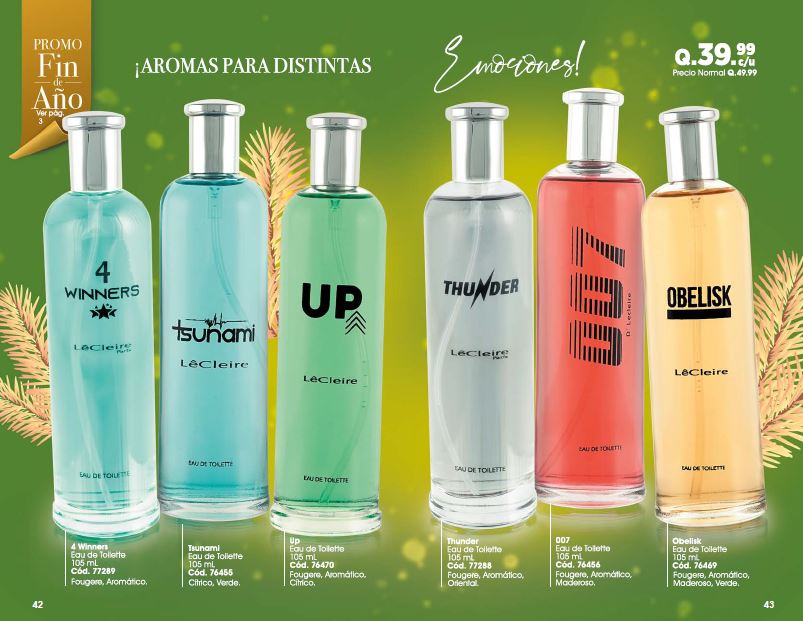 PROMO
Fin
de
Año
Ver pág.
3
¡AROMAS PARA DISTINTAS
Emociones!
Q.39.99
c/u
Precio Normal Q.49.99
4
WINNERS
LêCleire
Paris
EAU DE TOILETTE
tsunami
LêCleire
EAU DE TOILETTE
UP
LêCleire
EAU DE TOILETTE
THUNDER
LêCleire
Paris
EAU DE TOILETTE
007
D' Lecleire
OBELISK
LêCleire
EAU DE TOILETTE
4 Winners
Eau de Toilette
105 mL
Cód. 77289
Fougere, Aromático.
Tsunami
Eau de Toilette
105 mL
Cód. 76455
Cítrico, Verde.
Up
Eau de Toilette
105 mL
Cód. 76470
Fougere, Aromático,
Cítrico.
Thunder
Eau de Toilette
105 mL
Cód. 77288
Fougere, Aromático,
Oriental.
007
Eau de Toilette
105 mL
Cód. 76456
Fougere, Aromático,
Maderoso.
Obelisk
Eau de Toilette
105 mL
Cód. 76469
Fougere, Aromático,
Maderoso, Verde.
42
43